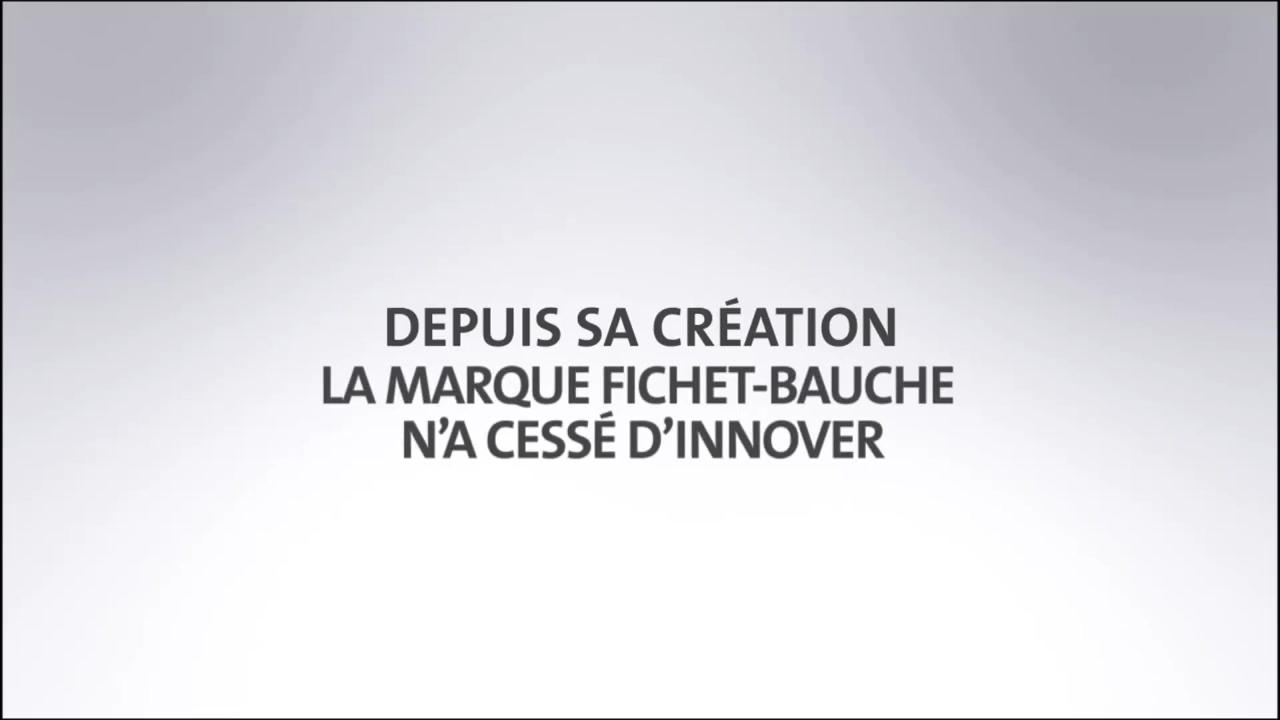 DEPUIS SA CRÉATION
LA MARQUE FICHET-BAUCHE
N’A CESSÉ D’INNOVER